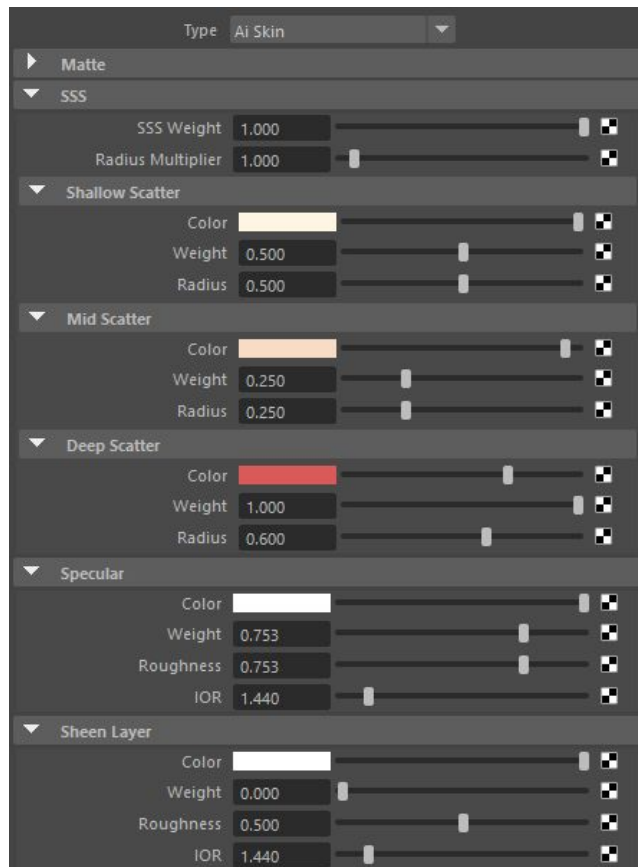 Type Ai Skin
Matte
SSS
SSS Weight 1.000
Radius Multiplier 1.000
Shallow Scatter
Color
Weight 0.500
Radius 0.500
Mid Scatter
Color
Weight 0.250
Radius 0.250
Deep Scatter
Color
Weight 1.000
Radius 0.600
Specular
Color
Weight 0.753
Roughness 0.753
IOR 1.440
Sheen Layer
Color
Weight 0.000
Roughness 0.500
IOR 1.440